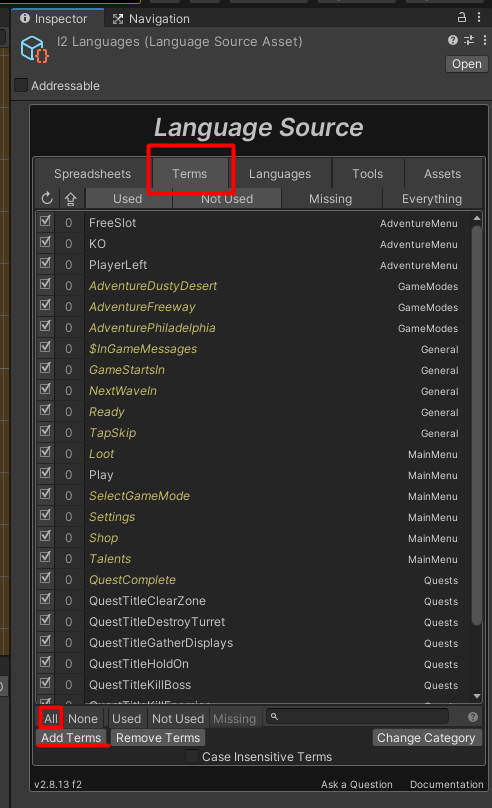 Inspector Navigation
I2 Languages (Language Source Asset)
Open
Addressable
Language Source
Spreadsheets Terms Languages Tools Assets
Used Not Used Missing Everything
0 FreeSlot AdventureMenu
0 KO AdventureMenu
0 PlayerLeft AdventureMenu
0 AdventureDustyDesert GameModes
0 AdventureFreeway GameModes
0 AdventurePhiladelphia GameModes
0 $InGameMessages General
0 GameStartsIn General
0 NextWaveIn General
0 Ready General
0 TapSkip General
0 Loot MainMenu
0 Play MainMenu
0 SelectGameMode MainMenu
0 Settings MainMenu
0 Shop MainMenu
0 Talents MainMenu
0 QuestComplete Quests
0 QuestTitleClearZone Quests
0 QuestTitleDestroyTurret Quests
0 QuestTitleGatherDisplays Quests
0 QuestTitleHoldOn Quests
0 QuestTitleKillBoss Quests
0 QuestTitleKillEnemies Quests
All None Used Not Used Missing
Add Terms Remove Terms Change Category
Case Insensitive Terms
v2.8.13 f2 Ask a Question Documentation